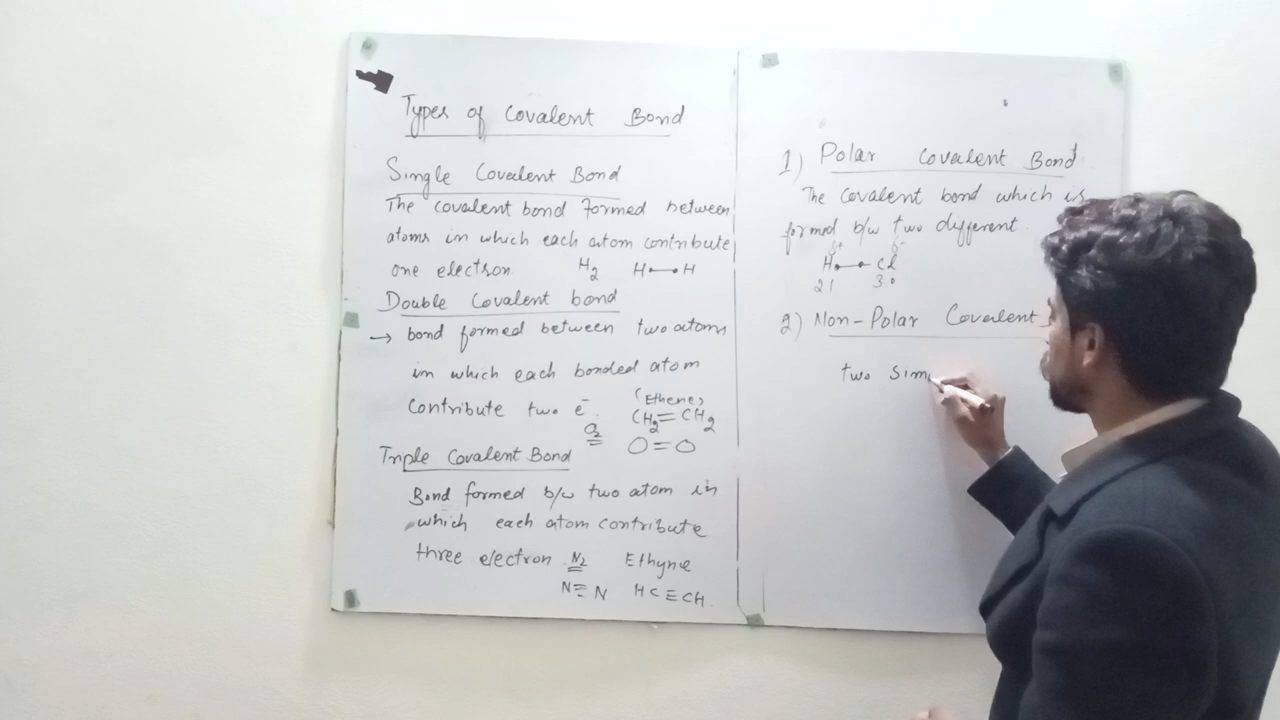 Types of Covalent Bond
Single Covalent Bond
The covalent bond formed between
atoms in which each atom contribute
one electron. H2 H—H
Double Covalent bond
→ bond formed between two atoms
in which each bonded atom
Contribute two e⁻. (Ethene)
CH2=CH2
O2 O=O
Triple Covalent Bond
Bond formed b/w two atom in
which each atom contribute
three electron. N2 Ethyne
N≡N HC≡CH.
1) Polar Covalent Bond
The Covalent bond which is
formed b/w two different.
δ+ δ-
H—Cl
2) Non-Polar Covalent
two sim